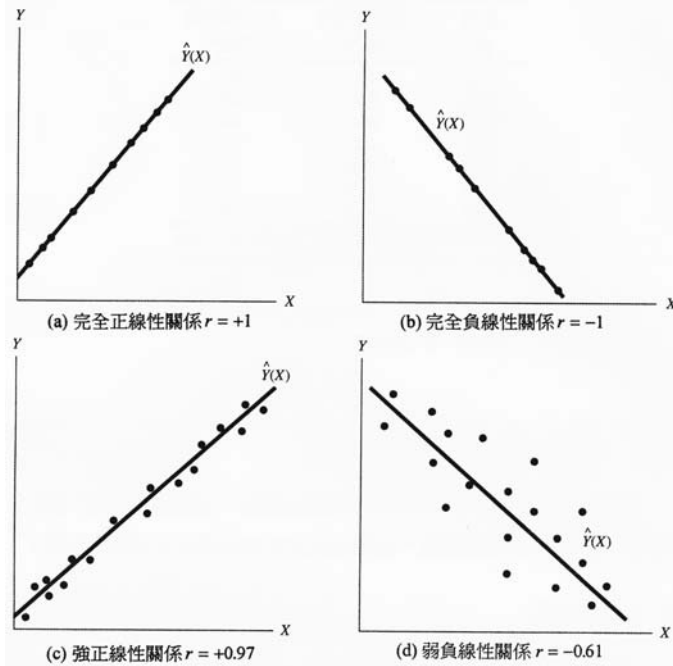 Y
Ŷ(X)
X
(a) 完全正線性關係 r = +1
Y
Ŷ(X)
X
(b) 完全負線性關係 r = −1
Y
Ŷ(X)
X
(c) 強正線性關係 r = +0.97
Y
Ŷ(X)
X
(d) 弱負線性關係 r = −0.61